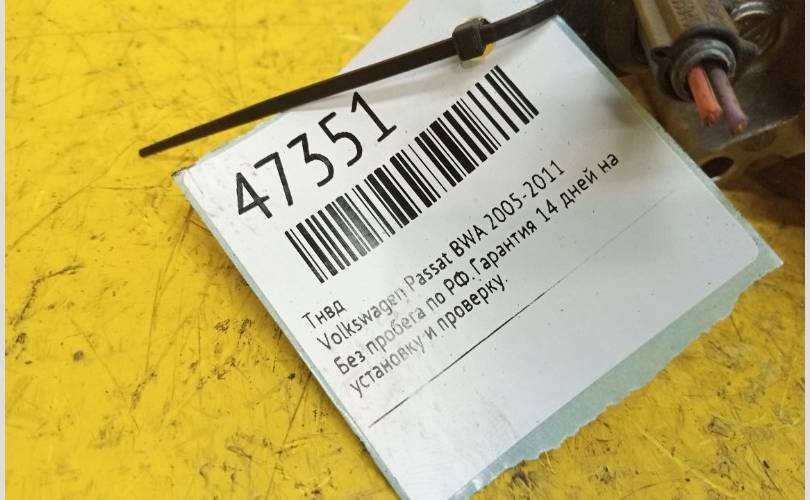 47351
Тнвд
Volkswagen Passat BWA 2005-2011
Без пробега по РФ.Гарантия 14 дней на
установку и проверку.